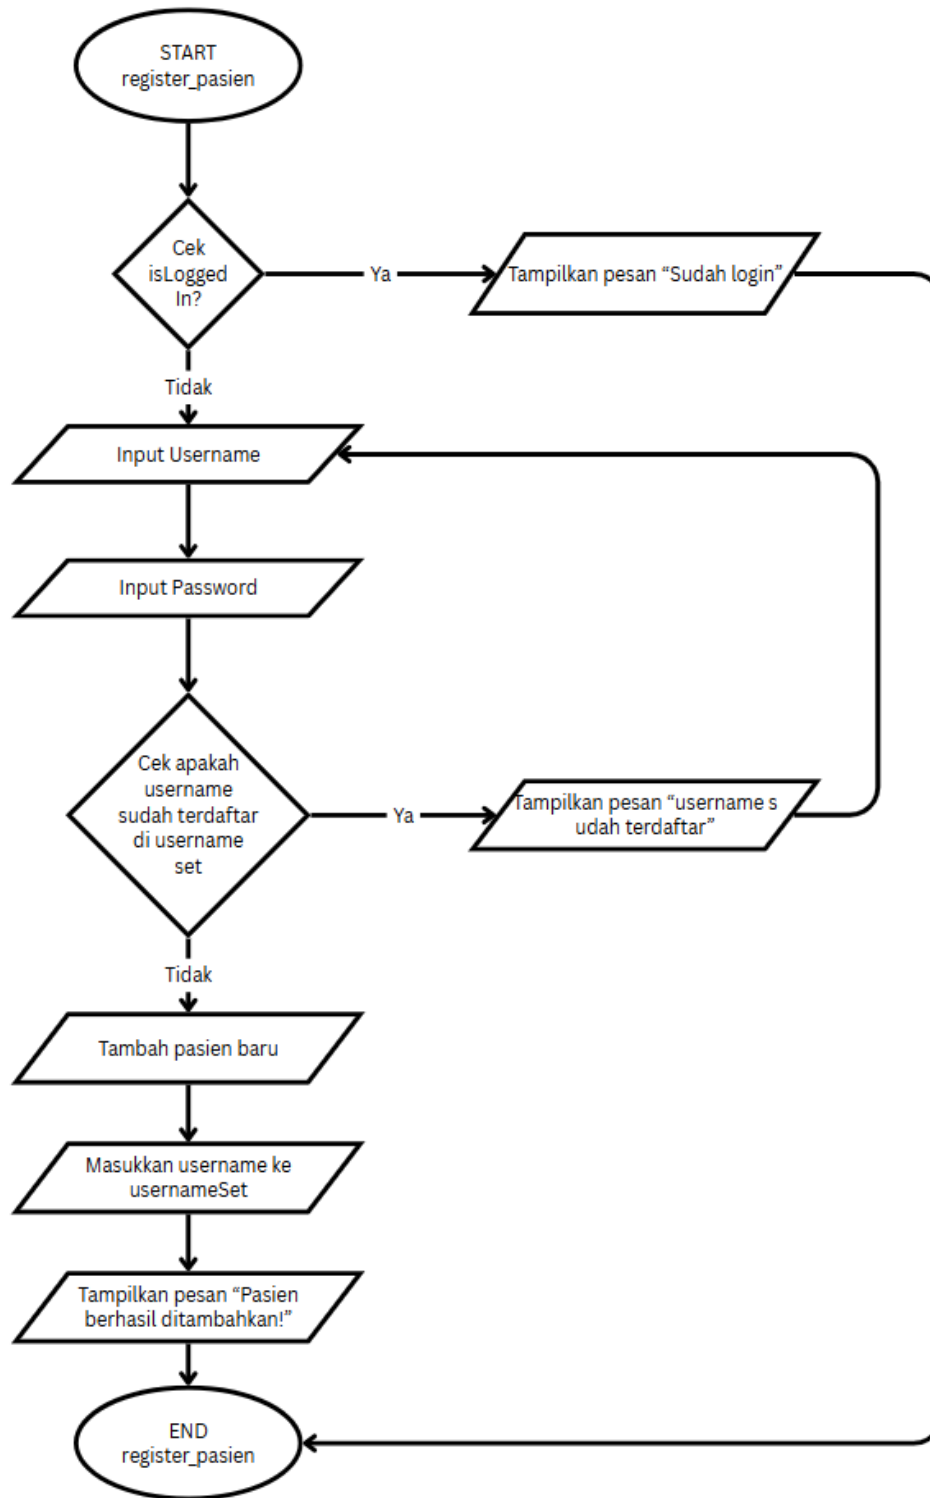 START
register_pasien
Cek
isLogged
In?
Ya
Tampilkan pesan “Sudah login”
Tidak
Input Username
Input Password
Cek apakah
username
sudah terdaftar
di username
set
Ya
Tampilkan pesan “username s
udah terdaftar”
Tidak
Tambah pasien baru
Masukkan username ke
usernameSet
Tampilkan pesan “Pasien
berhasil ditambahkan!”
END
register_pasien